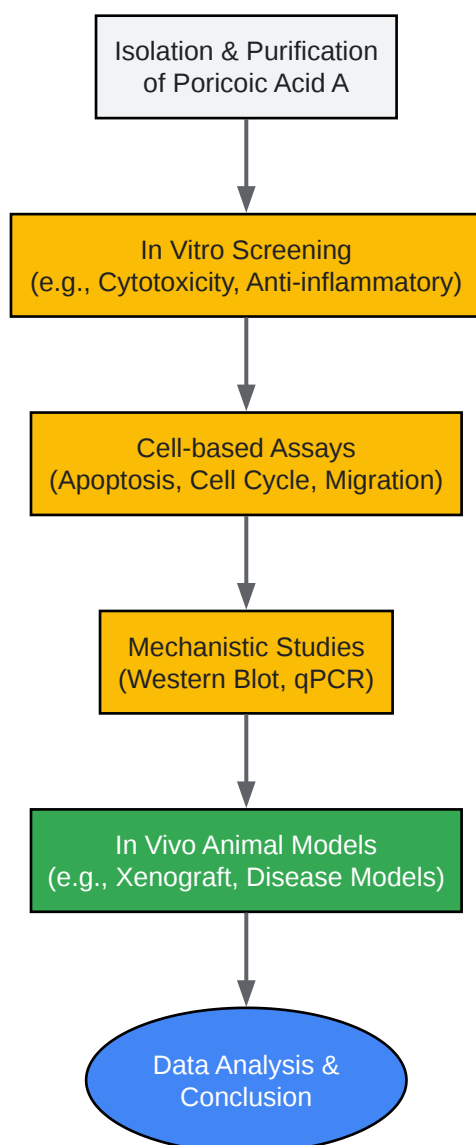 Isolation & Purification
of Poricoic Acid A
In Vitro Screening
(e.g., Cytotoxicity, Anti-inflammatory)
Cell-based Assays
(Apoptosis, Cell Cycle, Migration)
Mechanistic Studies
(Western Blot, qPCR)
In Vivo Animal Models
(e.g., Xenograft, Disease Models)
Data Analysis &
Conclusion